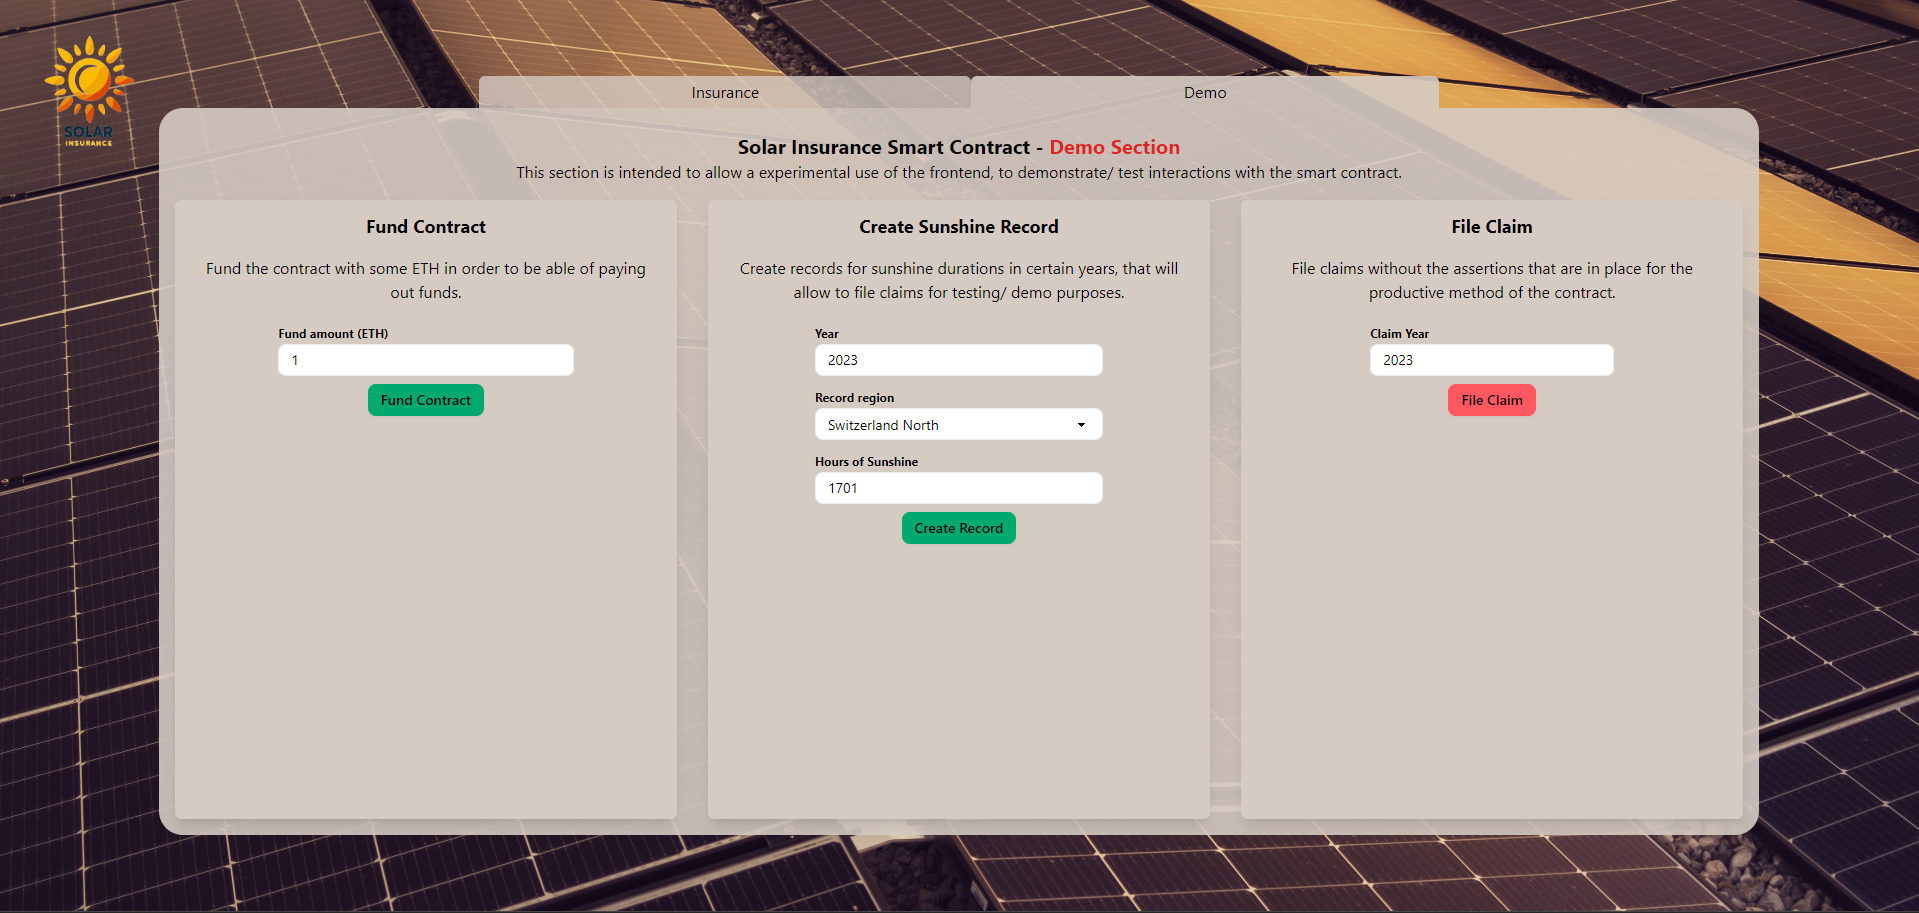 SOLAR
INSURANCE
Insurance
Demo
Solar Insurance Smart Contract - Demo Section
This section is intended to allow a experimental use of the frontend, to demonstrate/ test interactions with the smart contract.
Fund Contract
Fund the contract with some ETH in order to be able of paying
out funds.
Fund amount (ETH)
1
Fund Contract
Create Sunshine Record
Create records for sunshine durations in certain years, that will
allow to file claims for testing/ demo purposes.
Year
2023
Record region
Switzerland North
Hours of Sunshine
1701
Create Record
File Claim
File claims without the assertions that are in place for the
productive method of the contract.
Claim Year
2023
File Claim